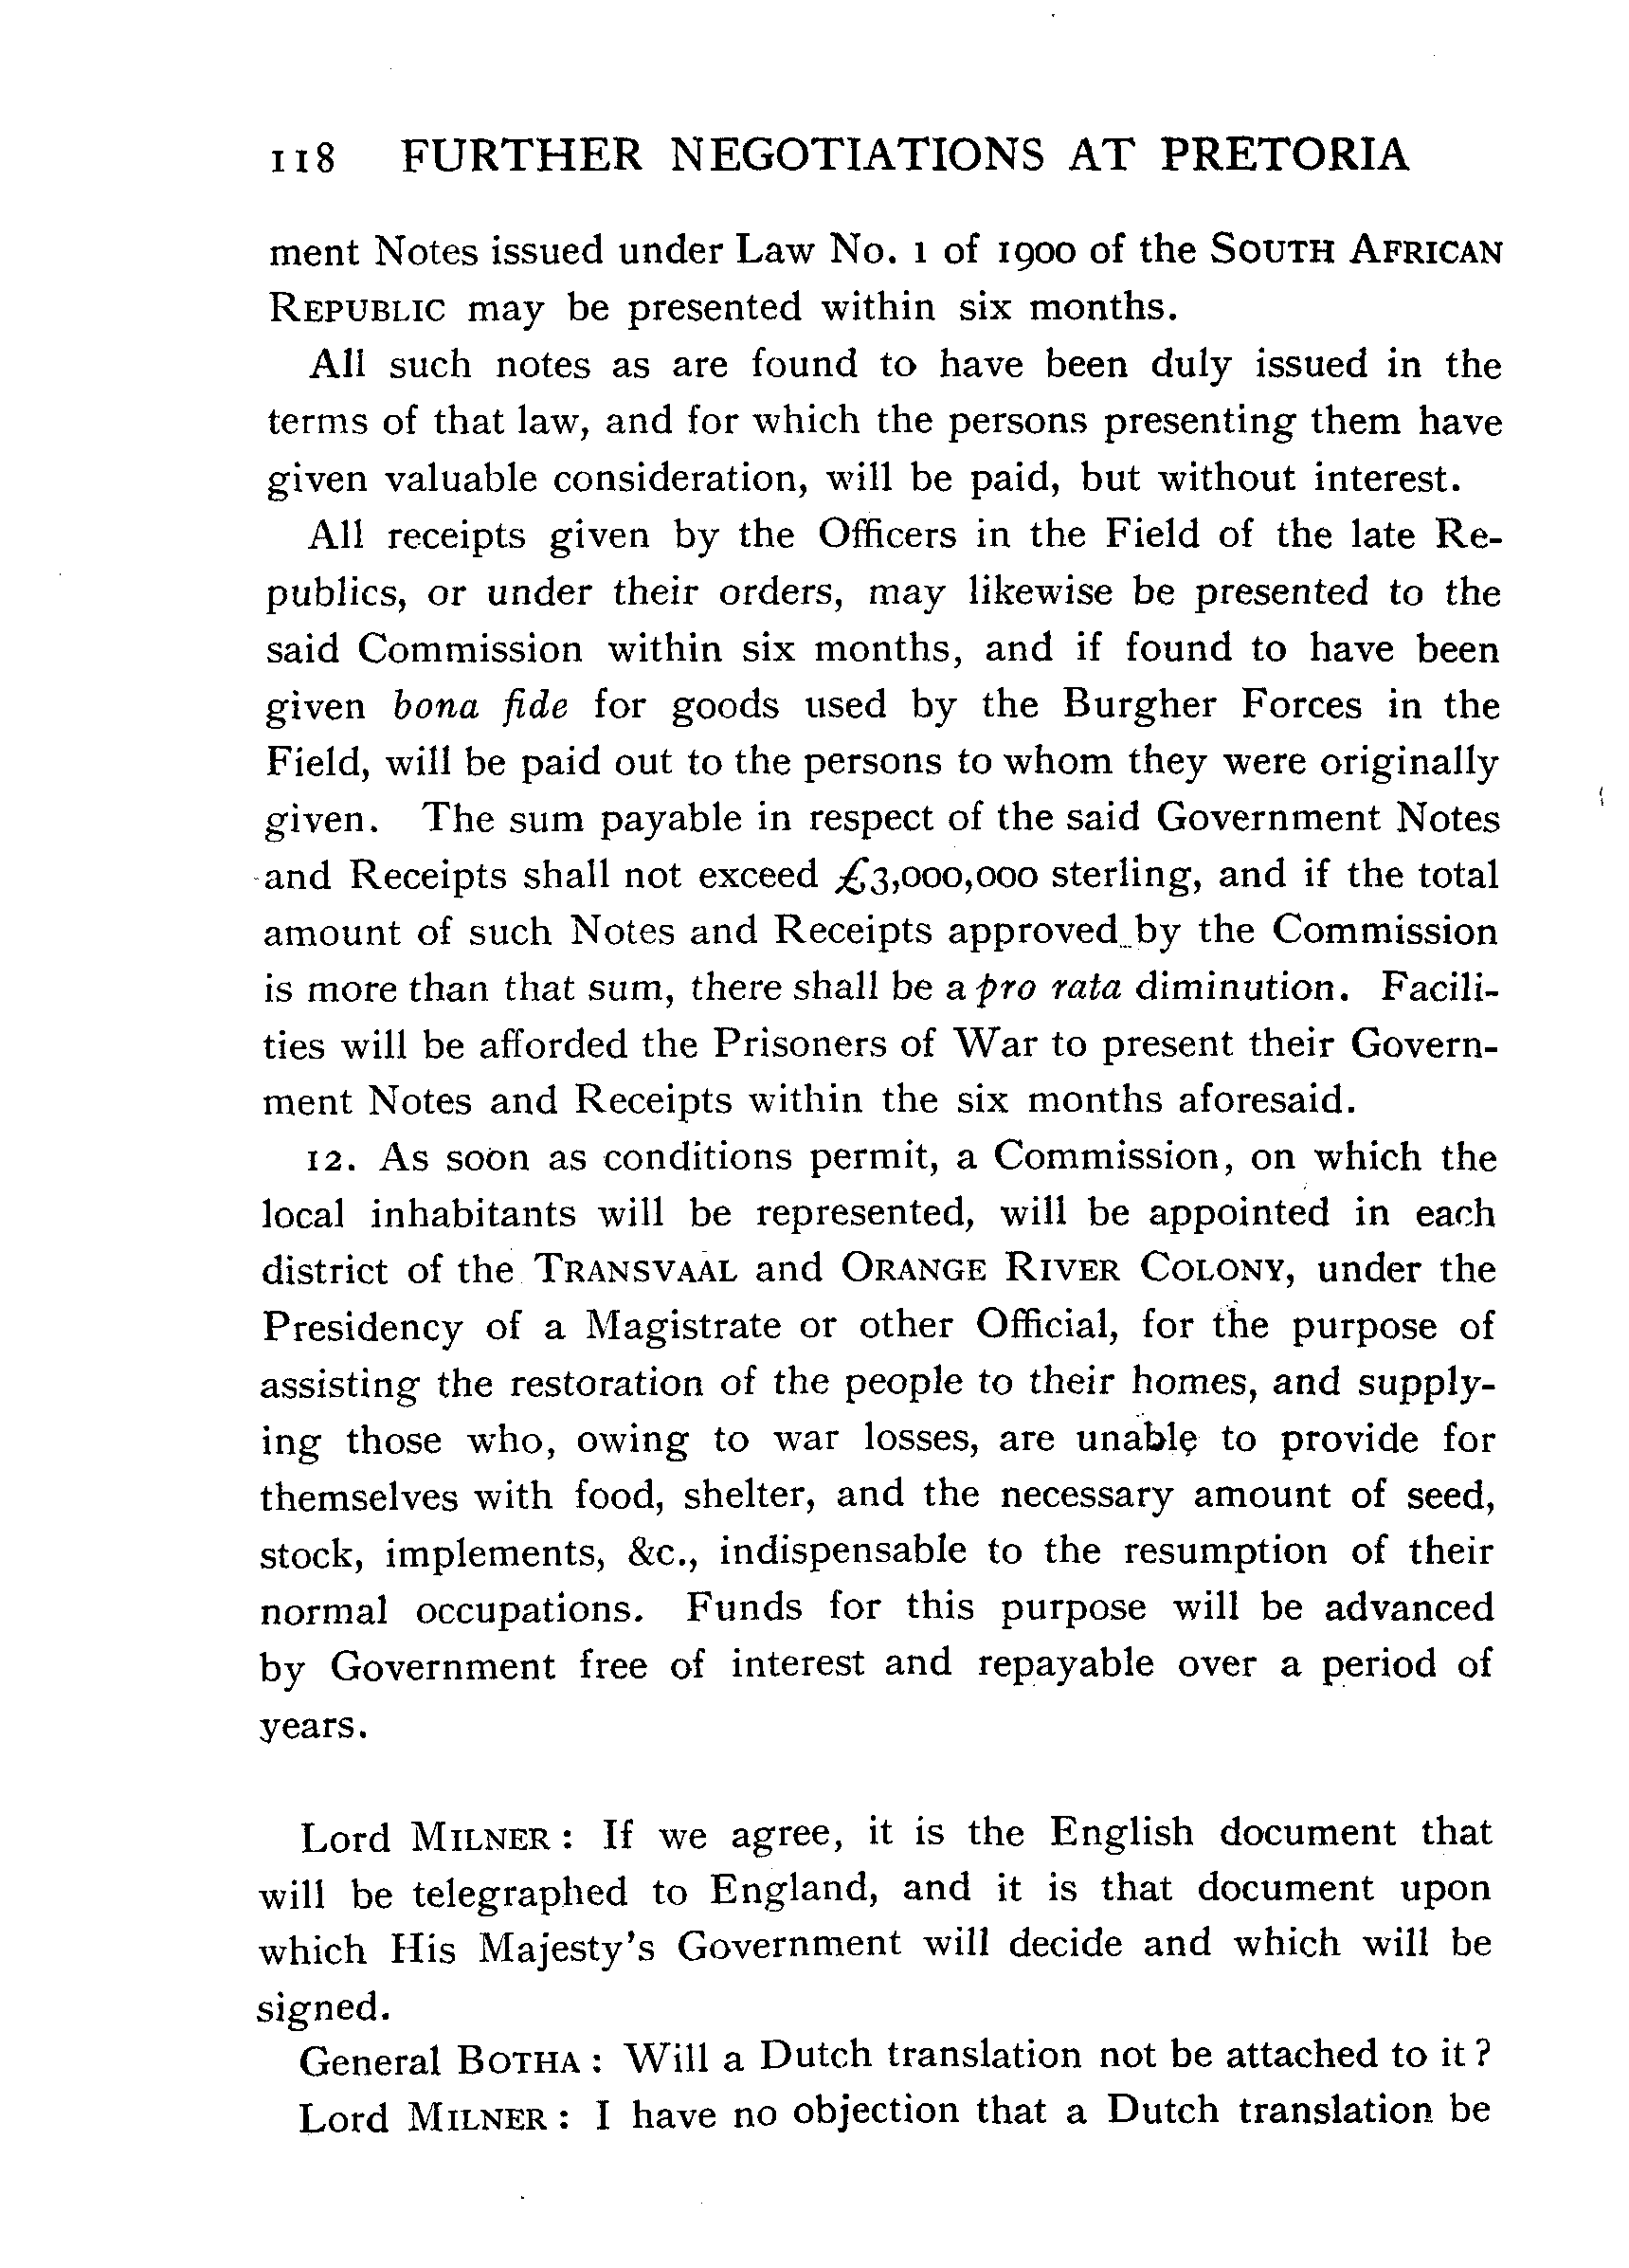 118 FURTHER NEGOTIATIONS AT PRETORIA
ment Notes issued under Law No. 1 of 1900 of the SOUTH AFRICAN
REPUBLIC may be presented within six months.
All such notes as are found to have been duly issued in the
terms of that law, and for which the persons presenting them have
given valuable consideration, will be paid, but without interest.
All receipts given by the Officers in the Field of the late Re-
publics, or under their orders, may likewise be presented to the
said Commission within six months, and if found to have been
given bona fide for goods used by the Burgher Forces in the
Field, will be paid out to the persons to whom they were originally
given. The sum payable in respect of the said Government Notes
and Receipts shall not exceed £3,000,000 sterling, and if the total
amount of such Notes and Receipts approved by the Commission
is more than that sum, there shall be a pro rata diminution. Facili-
ties will be afforded the Prisoners of War to present their Govern-
ment Notes and Receipts within the six months aforesaid.
12. As soon as conditions permit, a Commission, on which the
local inhabitants will be represented, will be appointed in each
district of the TRANSVAAL and ORANGE RIVER COLONY, under the
Presidency of a Magistrate or other Official, for the purpose of
assisting the restoration of the people to their homes, and supply-
ing those who, owing to war losses, are unable to provide for
themselves with food, shelter, and the necessary amount of seed,
stock, implements, &c., indispensable to the resumption of their
normal occupations. Funds for this purpose will be advanced
by Government free of interest and repayable over a period of
years.
Lord MILNER : If we agree, it is the English document that
will be telegraphed to England, and it is that document upon
which His Majesty's Government will decide and which will be
signed.
General BOTHA : Will a Dutch translation not be attached to it ?
Lord MILNER : I have no objection that a Dutch translation be